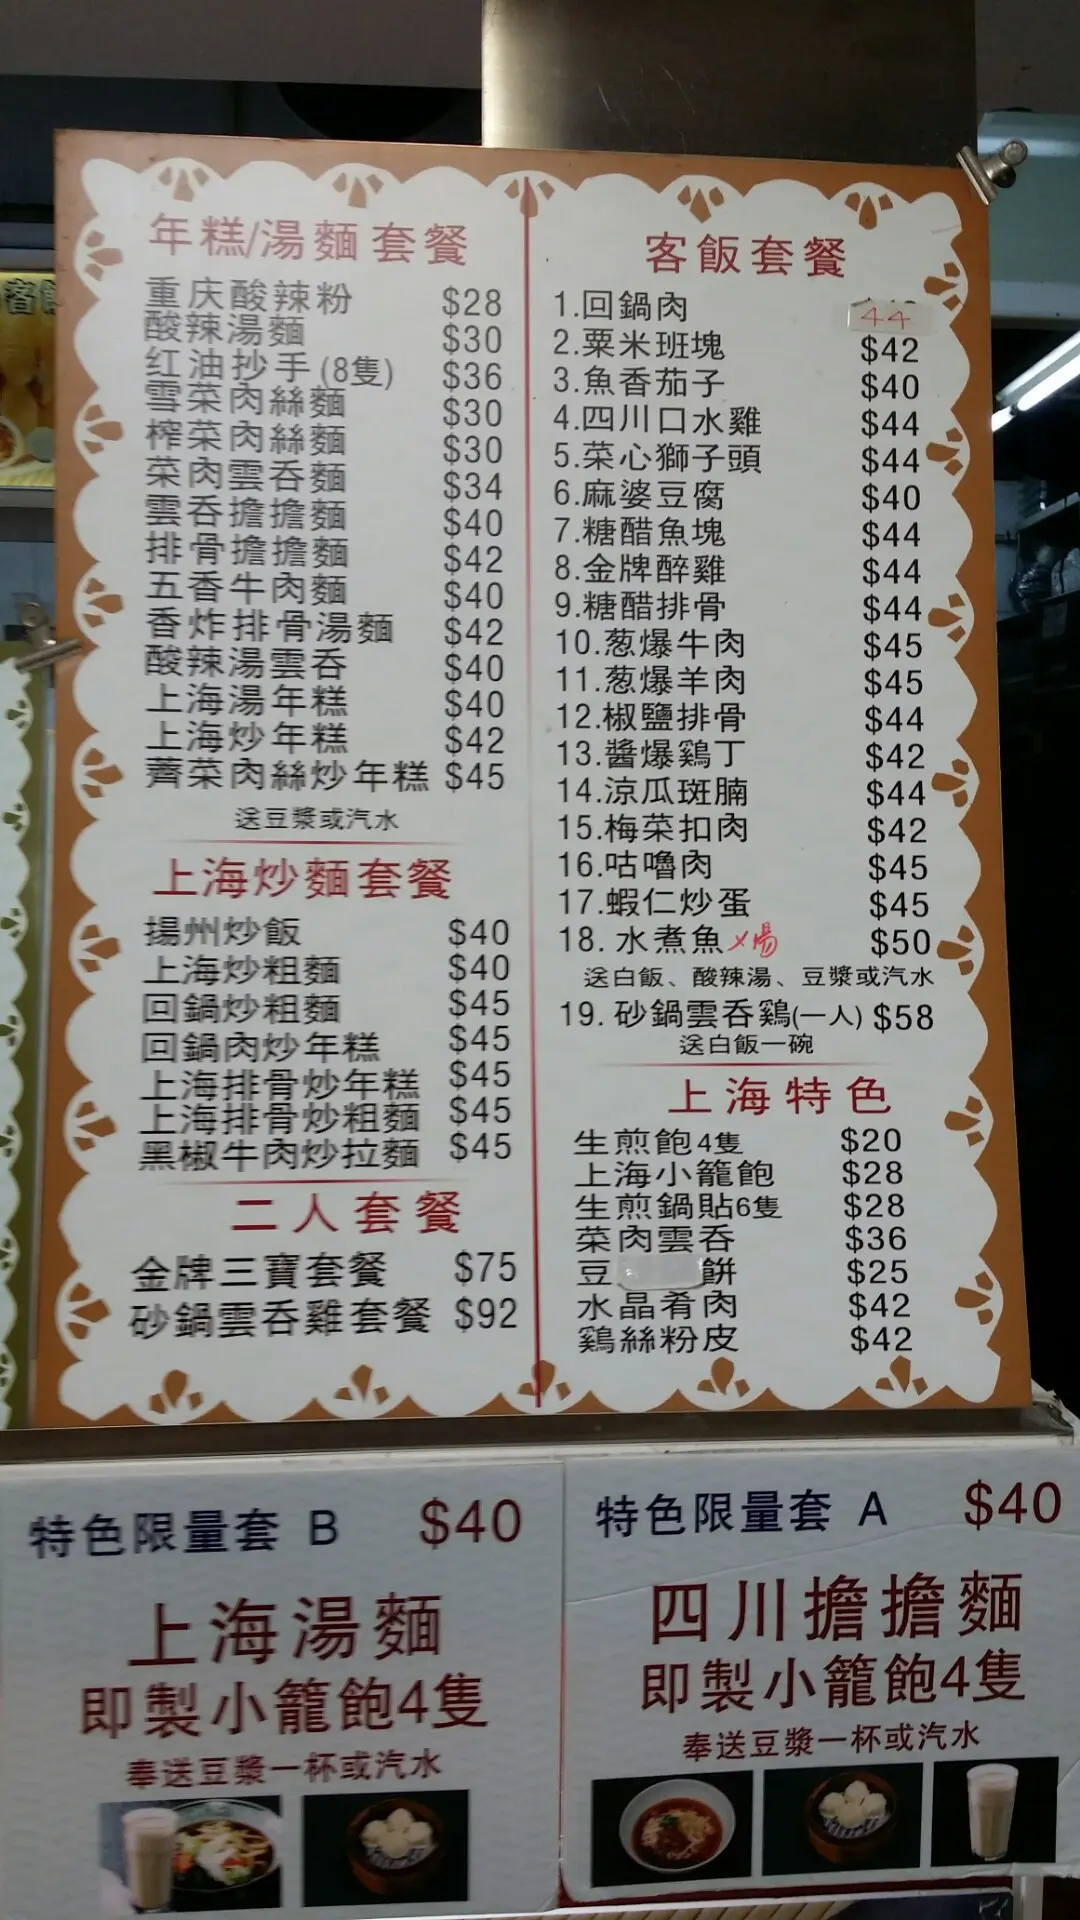 年糕/湯麵套餐
重庆酸辣粉 $28
酸辣湯麵 $30
红油抄手(8隻) $36
雪菜肉絲麵 $30
榨菜肉絲麵 $30
菜肉雲吞麵 $34
雲吞擔擔麵 $40
排骨擔擔麵 $42
五香牛肉麵 $40
香炸排骨湯麵 $42
酸辣湯雲吞 $40
上海湯年糕 $40
上海炒年糕 $42
薺菜肉絲炒年糕 $45
送豆漿或汽水
上海炒麵套餐
揚州炒飯 $40
上海炒粗麵 $40
回鍋炒粗麵 $45
回鍋肉炒年糕 $45
上海排骨炒年糕 $45
上海排骨炒粗麵 $45
黑椒牛肉炒拉麵 $45
二人套餐
金牌三寶套餐 $75
砂鍋雲吞雞套餐 $92
客飯套餐
1.回鍋肉 44
2.粟米班塊 $42
3.魚香茄子 $40
4.四川口水雞 $44
5.菜心獅子頭 $44
6.麻婆豆腐 $40
7.糖醋魚塊 $44
8.金牌醉雞 $44
9.糖醋排骨 $44
10.葱爆牛肉 $45
11.葱爆羊肉 $45
12.椒鹽排骨 $44
13.醬爆鷄丁 $42
14.涼瓜斑腩 $44
15.梅菜扣肉 $42
16.咕嚕肉 $45
17.蝦仁炒蛋 $45
18.水煮魚 $50
送白飯、酸辣湯、豆漿或汽水
19.砂鍋雲吞鷄(一人) $58
送白飯一碗
上海特色
生煎飽4隻 $20
上海小籠飽 $28
生煎鍋貼6隻 $28
菜肉雲吞 $36
豆 餅 $25
水晶肴肉 $42
鷄絲粉皮 $42
特色限量套 B $40
上海湯麵
即製小籠飽4隻
奉送豆漿一杯或汽水
特色限量套 A $40
四川擔擔麵
即製小籠飽4隻
奉送豆漿一杯或汽水